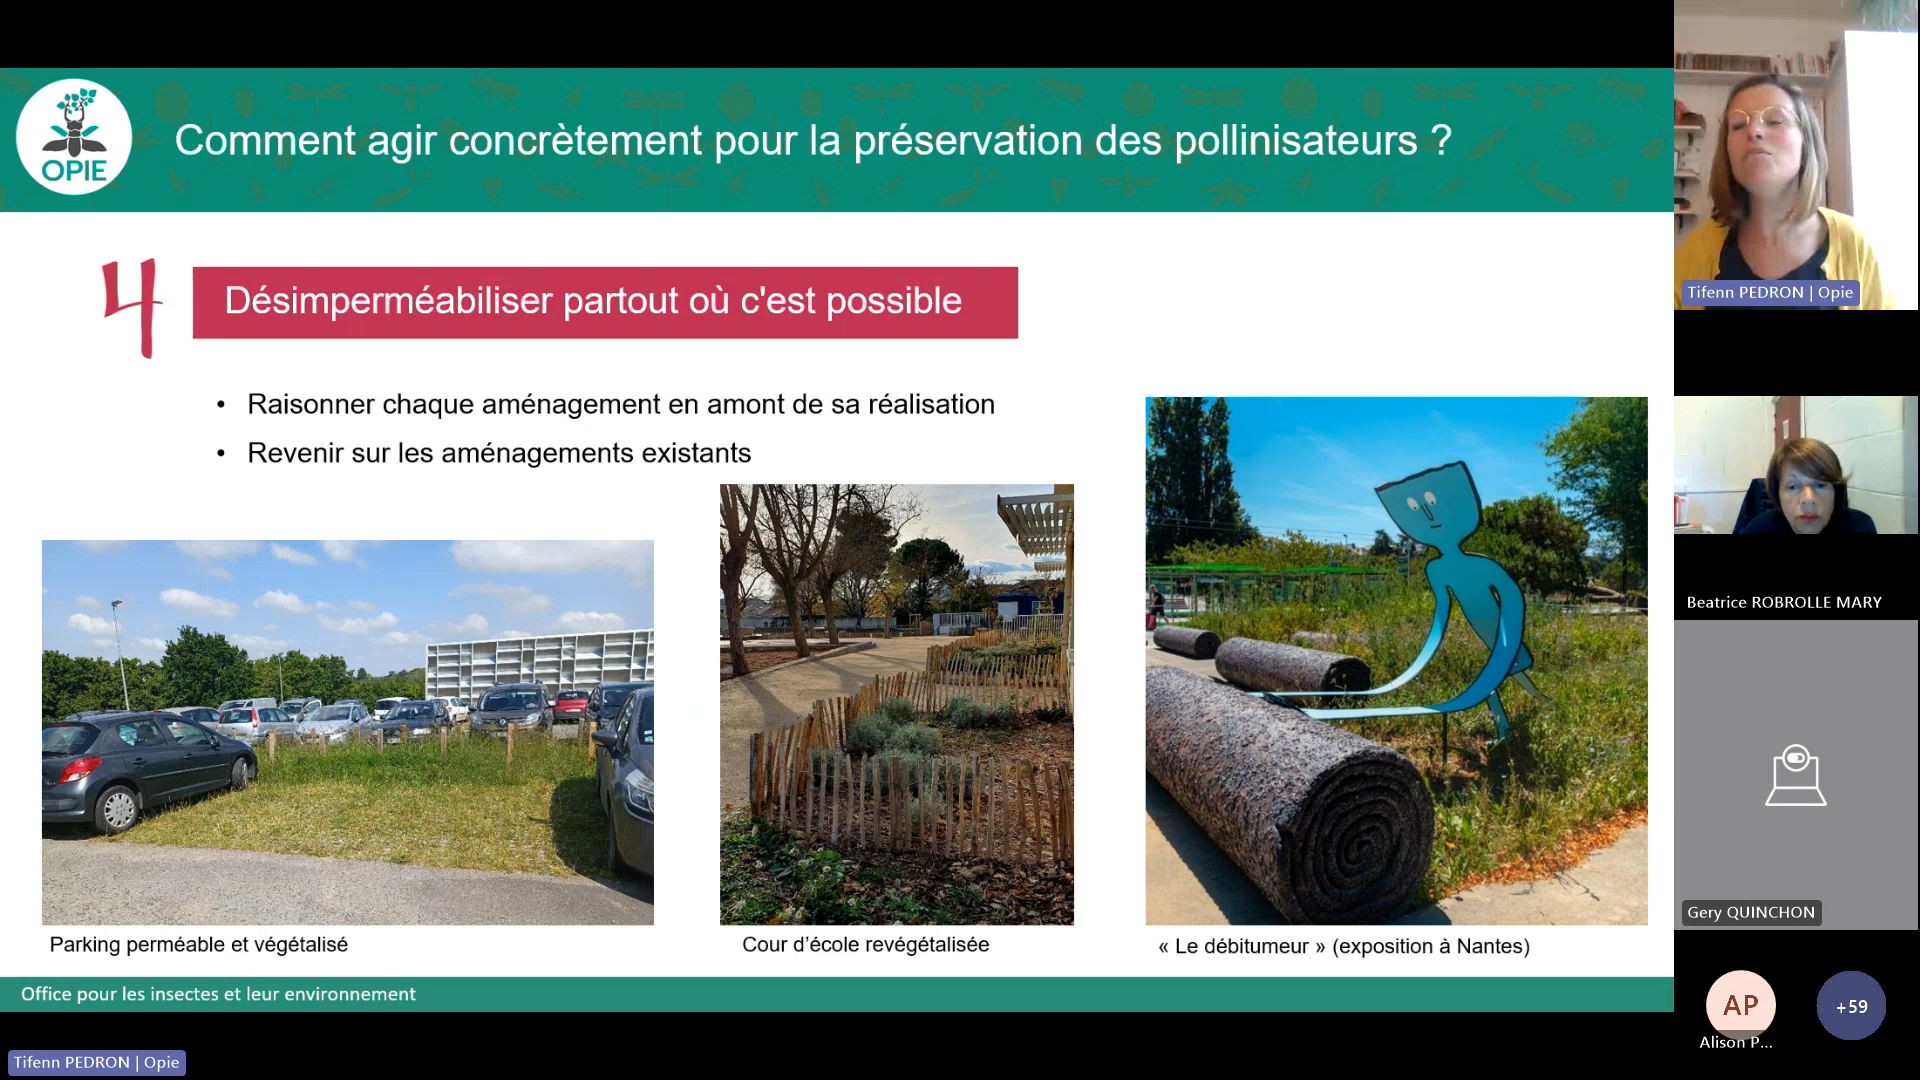 OPIE
Comment agir concrètement pour la préservation des pollinisateurs ?
4
Désimperméabiliser partout où c'est possible
• Raisonner chaque aménagement en amont de sa réalisation
• Revenir sur les aménagements existants
Parking perméable et végétalisé
Cour d’école revégétalisée
« Le débitumeur » (exposition à Nantes)
Office pour les insectes et leur environnement
Tifenn PEDRON | Opie
Tifenn PEDRON | Opie
Beatrice ROBROLLE MARY
Gery QUINCHON
AP
Alison P...
+59